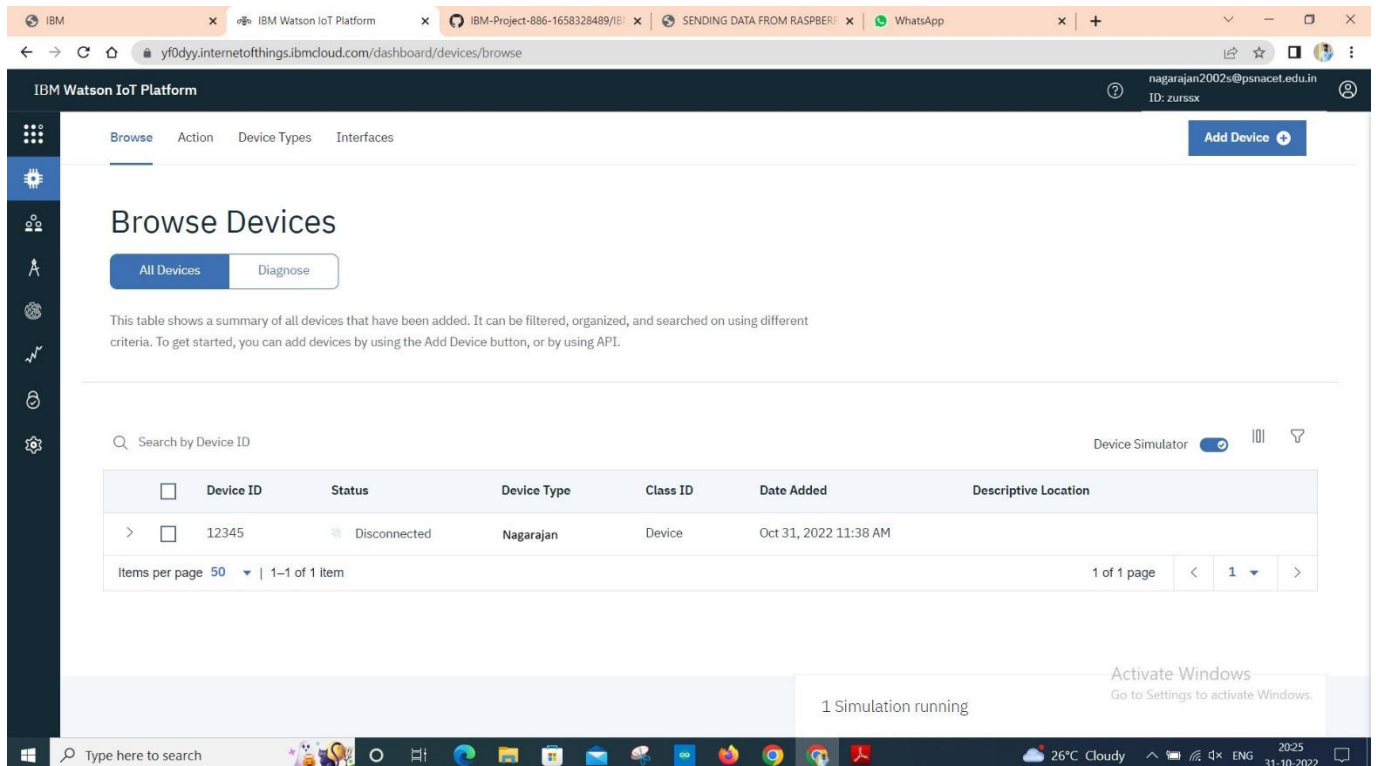 IBM
IBM Watson IoT Platform
IBM-Project-886-1658328489/IB
SENDING DATA FROM RASPBERR
WhatsApp
yf0dyy.internetofthings.ibmcloud.com/dashboard/devices/browse
IBM Watson IoT Platform
nagarajan2002s@psnacet.edu.in
ID: zurssx
Browse Action Device Types Interfaces
Add Device
Browse Devices
All Devices Diagnose
This table shows a summary of all devices that have been added. It can be filtered, organized, and searched on using different
criteria. To get started, you can add devices by using the Add Device button, or by using API.
Search by Device ID
Device Simulator
Device ID Status Device Type Class ID Date Added Descriptive Location
12345 Disconnected Nagarajan Device Oct 31, 2022 11:38 AM
Items per page 50 | 1–1 of 1 item
1 of 1 page < 1 >
Activate Windows
Go to Settings to activate Windows.
1 Simulation running
Type here to search
26°C Cloudy
ENG
20:25
31-10-2022